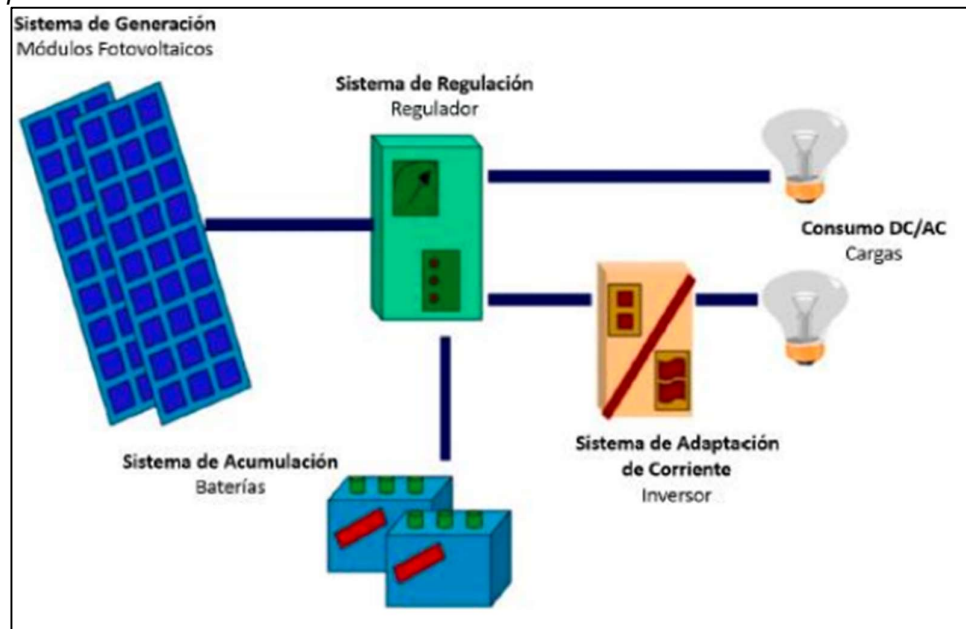 Sistema de Generación
Módulos Fotovoltaicos
Sistema de Regulación
Regulador
Consumo DC/AC
Cargas
Sistema de Acumulación
Baterías
Sistema de Adaptación
de Corriente
Inversor